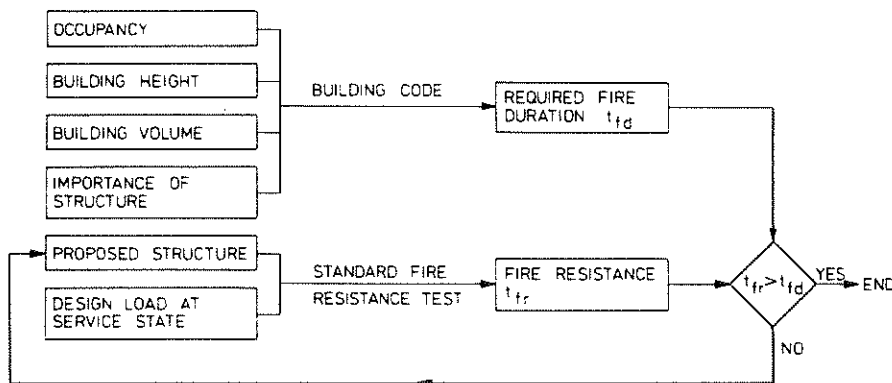 OCCUPANCY
BUILDING HEIGHT
BUILDING VOLUME
IMPORTANCE OF
STRUCTURE
BUILDING CODE
REQUIRED FIRE
DURATION t_fd
PROPOSED STRUCTURE
DESIGN LOAD AT
SERVICE STATE
STANDARD FIRE
RESISTANCE TEST
FIRE RESISTANCE
t_fr
t_fr > t_fd
YES
END
NO